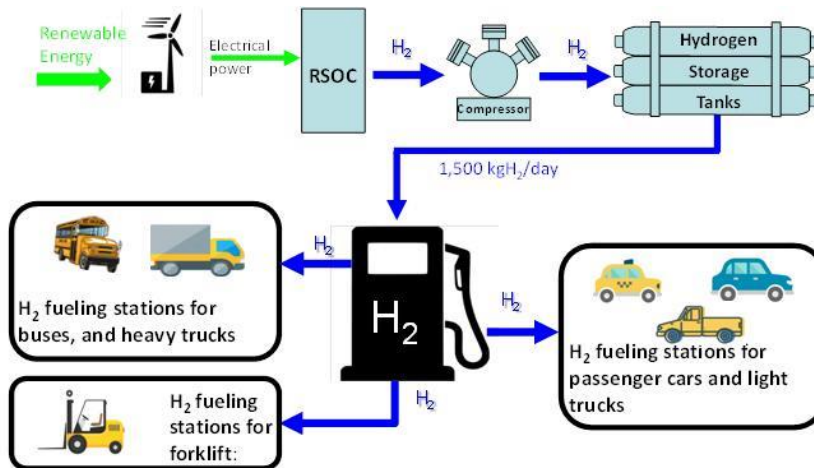 Renewable
Energy
Electrical
power
RSOC
H₂
Compressor
H₂
Hydrogen
Storage
Tanks
1,500 kgH₂/day
H₂
H₂ fueling stations for
buses, and heavy trucks
H₂
H₂
H₂ fueling stations for
passenger cars and light
trucks
H₂
H₂ fueling
stations for
forklift: